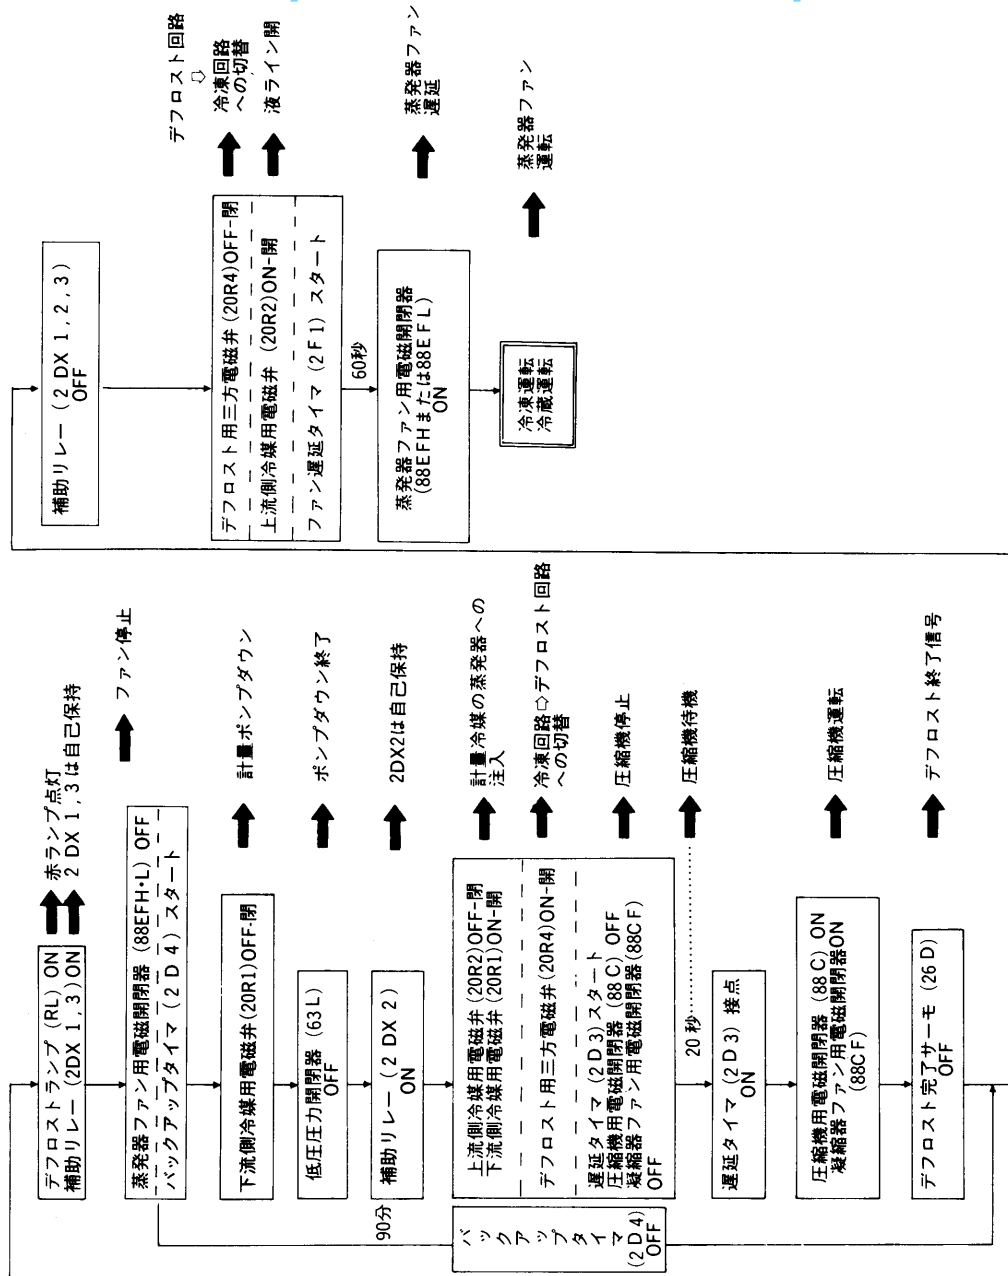 デフロストランプ (RL) ON
補助リレー (2DX 1, 3) ON
赤ランプ点灯
2 DX 1, 3 は自己保持
蒸発器ファン用電磁開閉器 (88EFH・L) OFF
バックアップタイマ (2 D 4) スタート
ファン停止
下流側冷媒用電磁弁(20R1)OFF-閉
計量ポンプダウン
低圧圧力開閉器 (63 L)
OFF
ポンプダウン終了
補助リレー (2 DX 2)
ON
2DX2は自己保持
90分
上流側冷媒用電磁弁 (20R2) OFF-閉
下流側冷媒用電磁弁 (20R1) ON-開
計量冷媒の蒸発器への
注入
デフロスト用三方電磁弁(20R4)ON-開
冷凍回路⇨デフロスト回路
への切替
遅延タイマ (2 D 3) スタート
圧縮機用電磁開閉器 (88 C) OFF
凝縮器ファン用電磁開閉器 (88C F)
OFF
圧縮機停止
バックアップタイマ
(2 D 4)
OFF
20秒
圧縮機待機
遅延タイマ (2 D 3) 接点
ON
圧縮機用電磁開閉器 (88 C) ON
凝縮器ファン用電磁開閉器ON
(88C F)
圧縮機運転
デフロスト完了サーモ (26 D)
OFF
デフロスト終了信号
補助リレー ( 2 DX 1, 2, 3 )
OFF
デフロスト回路
⇩
冷凍回路
への切替
デフロスト用三方電磁弁 (20R4) OFF-閉
上流側冷媒用電磁弁 (20R2) ON-開
液ライン開
ファン遅延タイマ (2 F 1) スタート
60秒
蒸発器ファン用電磁開閉器
(88EFHまたは88EFL)
ON
蒸発器ファン
遅延
冷凍運転
冷蔵運転
蒸発器ファン
運転